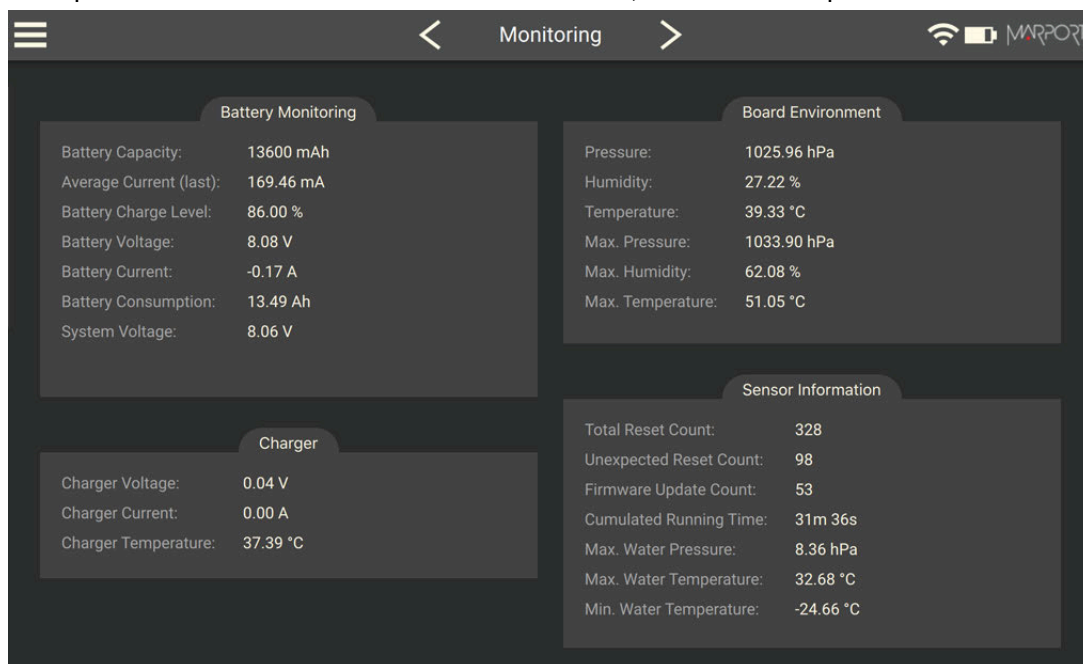 Monitoring
MARPORT
Battery Monitoring
Battery Capacity: 13600 mAh
Average Current (last): 169.46 mA
Battery Charge Level: 86.00 %
Battery Voltage: 8.08 V
Battery Current: -0.17 A
Battery Consumption: 13.49 Ah
System Voltage: 8.06 V
Charger
Charger Voltage: 0.04 V
Charger Current: 0.00 A
Charger Temperature: 37.39 °C
Board Environment
Pressure: 1025.96 hPa
Humidity: 27.22 %
Temperature: 39.33 °C
Max. Pressure: 1033.90 hPa
Max. Humidity: 62.08 %
Max. Temperature: 51.05 °C
Sensor Information
Total Reset Count: 328
Unexpected Reset Count: 98
Firmware Update Count: 53
Cumulated Running Time: 31m 36s
Max. Water Pressure: 8.36 hPa
Max. Water Temperature: 32.68 °C
Min. Water Temperature: -24.66 °C